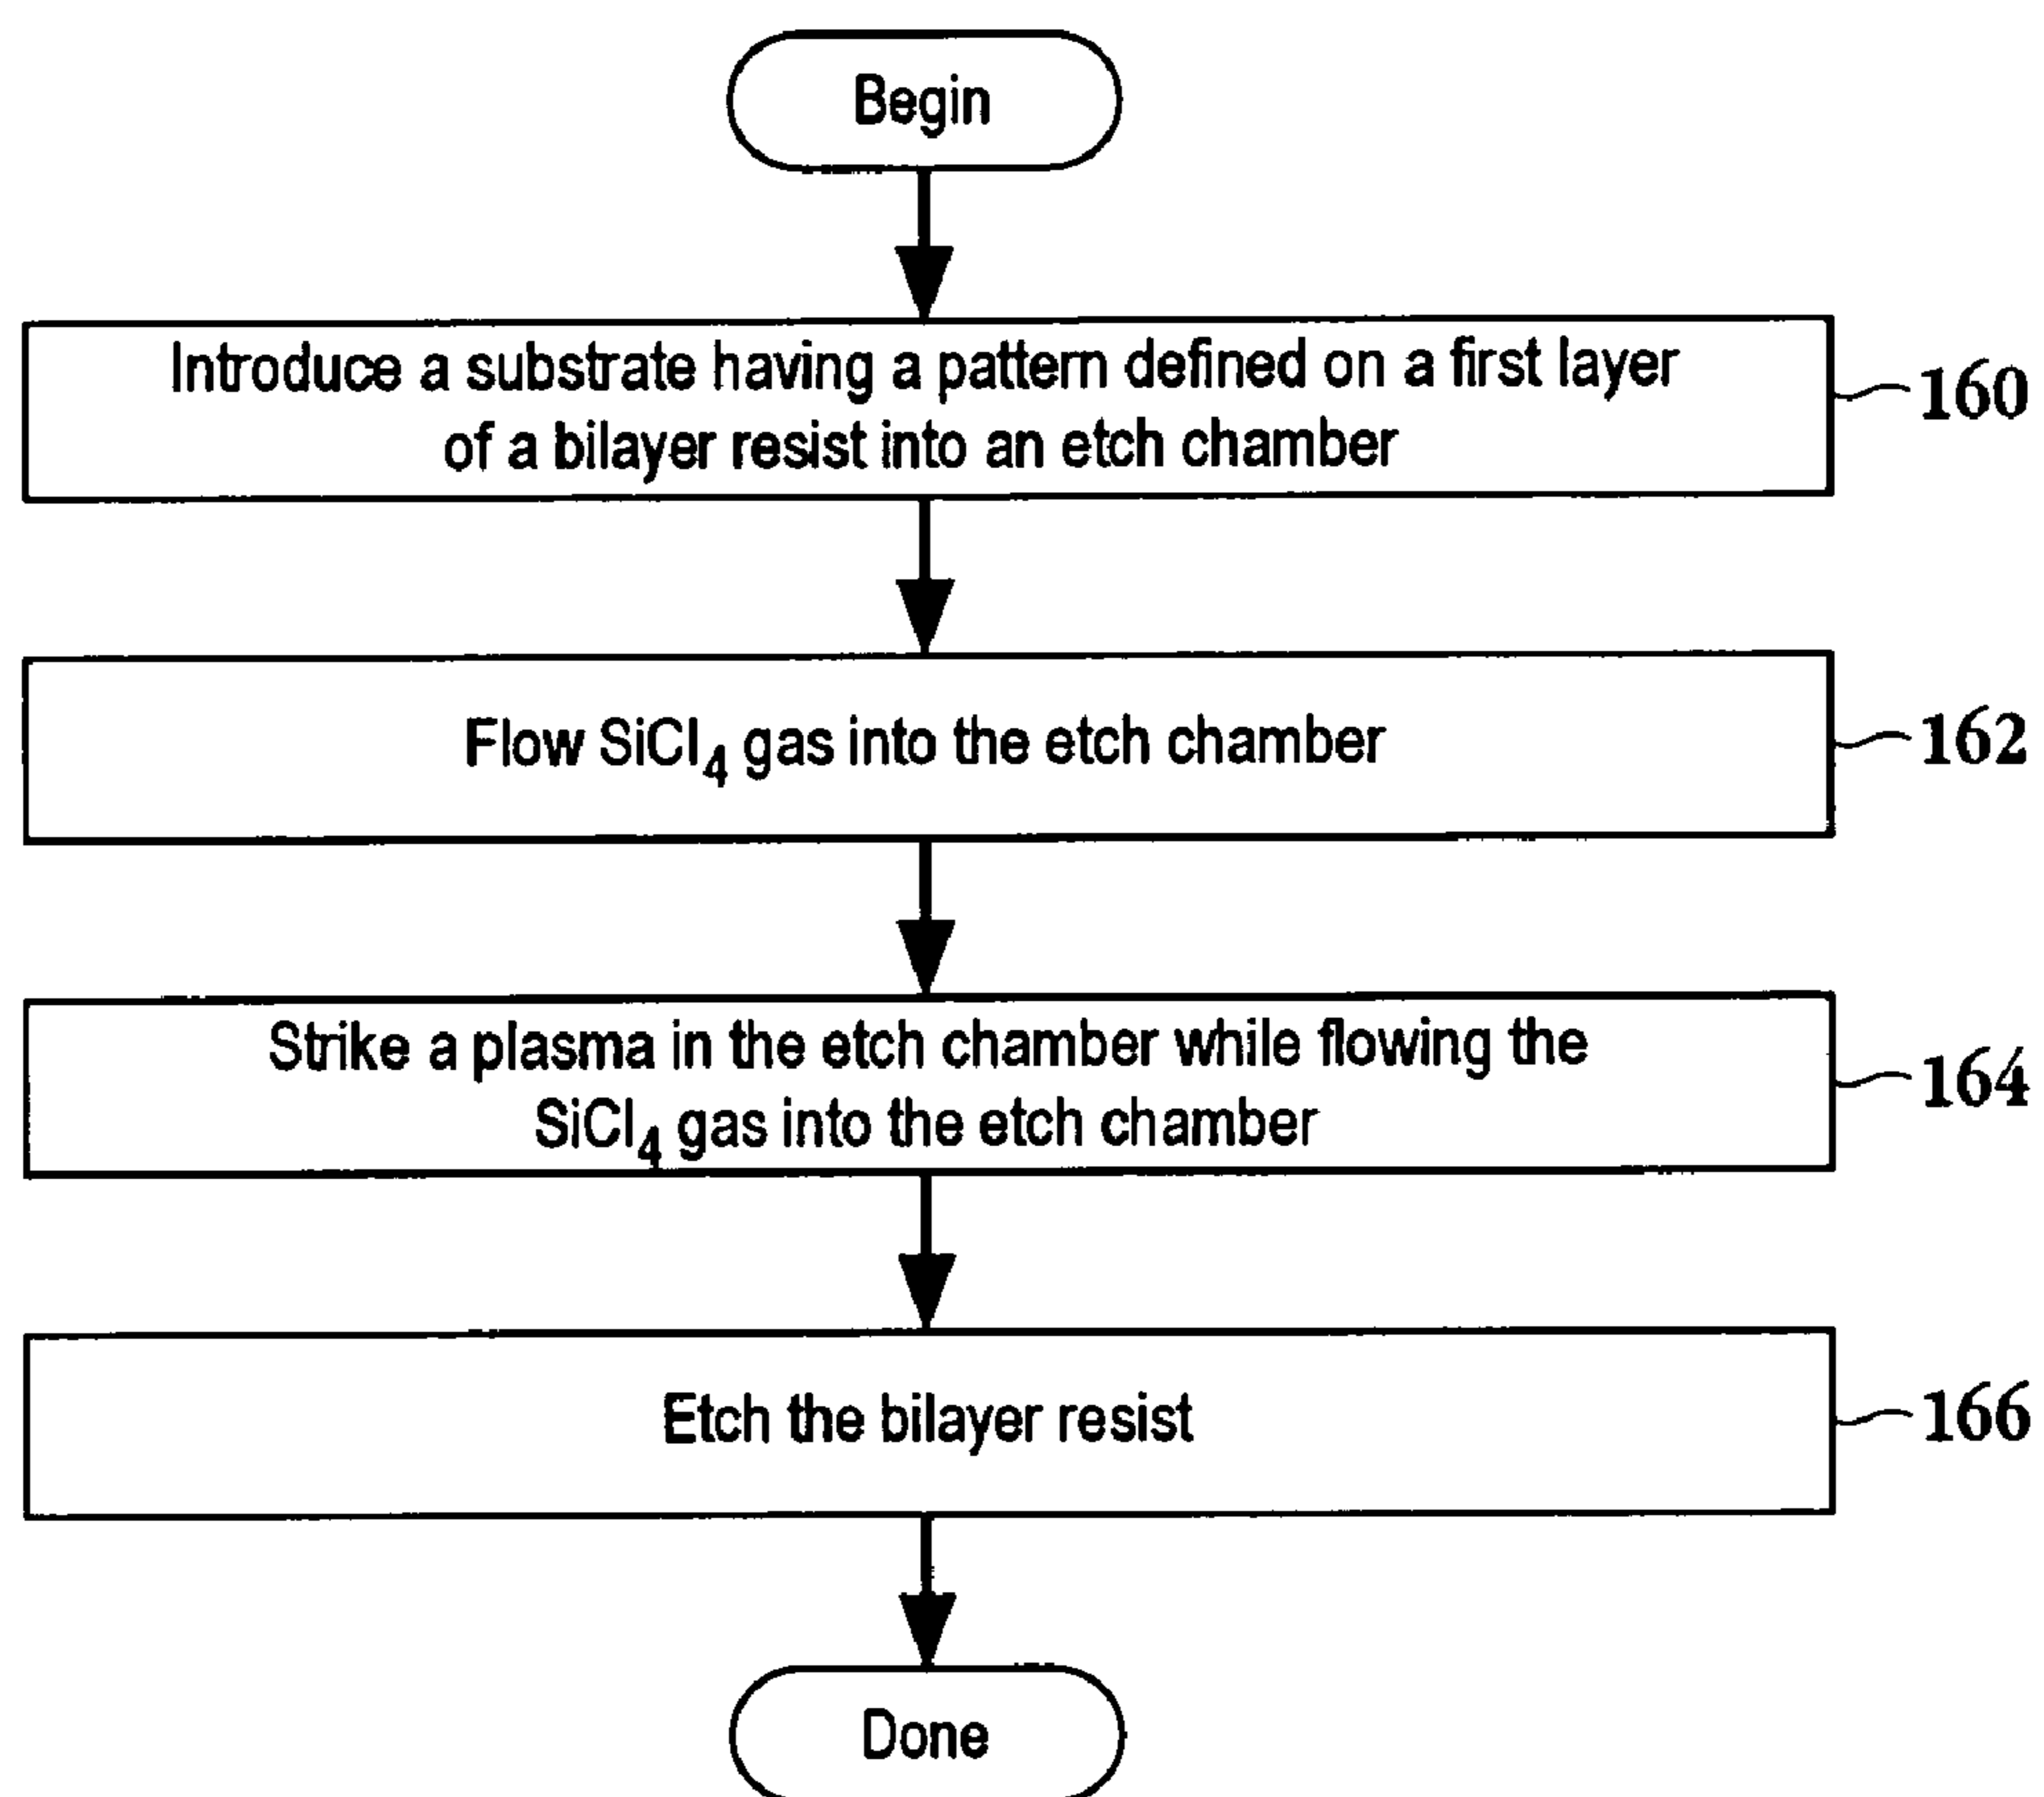 Begin
Introduce a substrate having a pattern defined on a first layer
of a bilayer resist into an etch chamber
160
Flow SiCl₄ gas into the etch chamber
162
Strike a plasma in the etch chamber while flowing the
SiCl₄ gas into the etch chamber
164
Etch the bilayer resist
166
Done